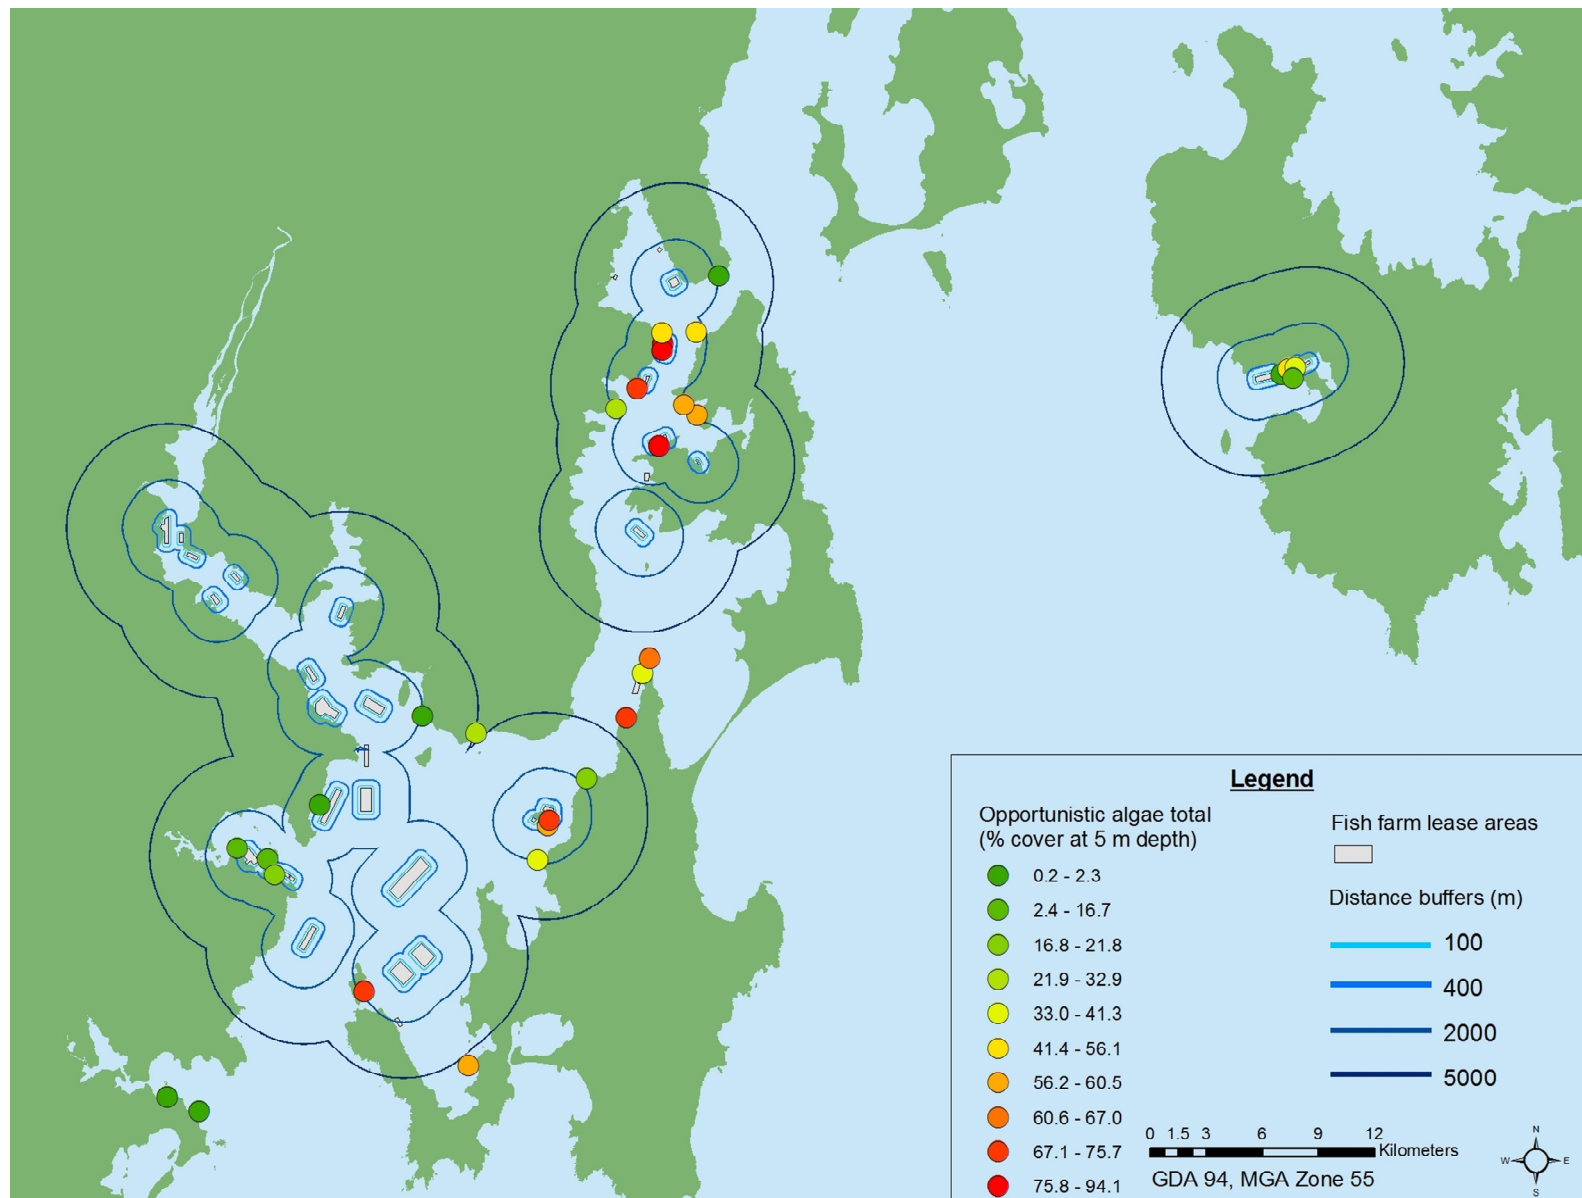 Legend
Opportunistic algae total
(% cover at 5 m depth)
0.2 - 2.3
2.4 - 16.7
16.8 - 21.8
21.9 - 32.9
33.0 - 41.3
41.4 - 56.1
56.2 - 60.5
60.6 - 67.0
67.1 - 75.7
75.8 - 94.1
Fish farm lease areas
Distance buffers (m)
100
400
2000
5000
0 1.5 3 6 9 12
Kilometers
GDA 94, MGA Zone 55
N
W E
S